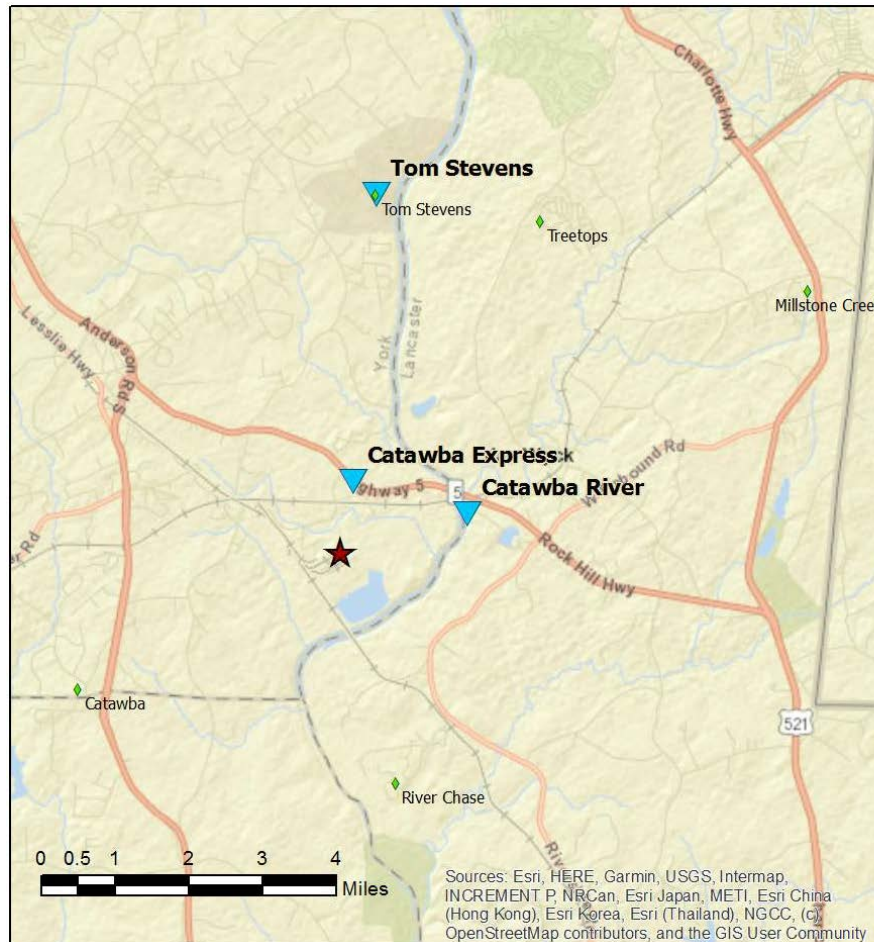 Charlotte Hwy
Tom Stevens
Tom Stevens
Treetops
Millstone Cree
York
Lancaster
Lesslie Hwy
Anderson Rd S
Catawba Express
ghway 5
5
Catawba River
Rock Hill Hwy
er Rd
Catawba
521
River Chase
0 0.5 1 2 3 4
Miles
Sources: Esri, HERE, Garmin, USGS, Intermap,
INCREMENT P, NRCan, Esri Japan, METI, Esri China
(Hong Kong), Esri Korea, Esri (Thailand), NGCC, (c)
OpenStreetMap contributors, and the GIS User Community